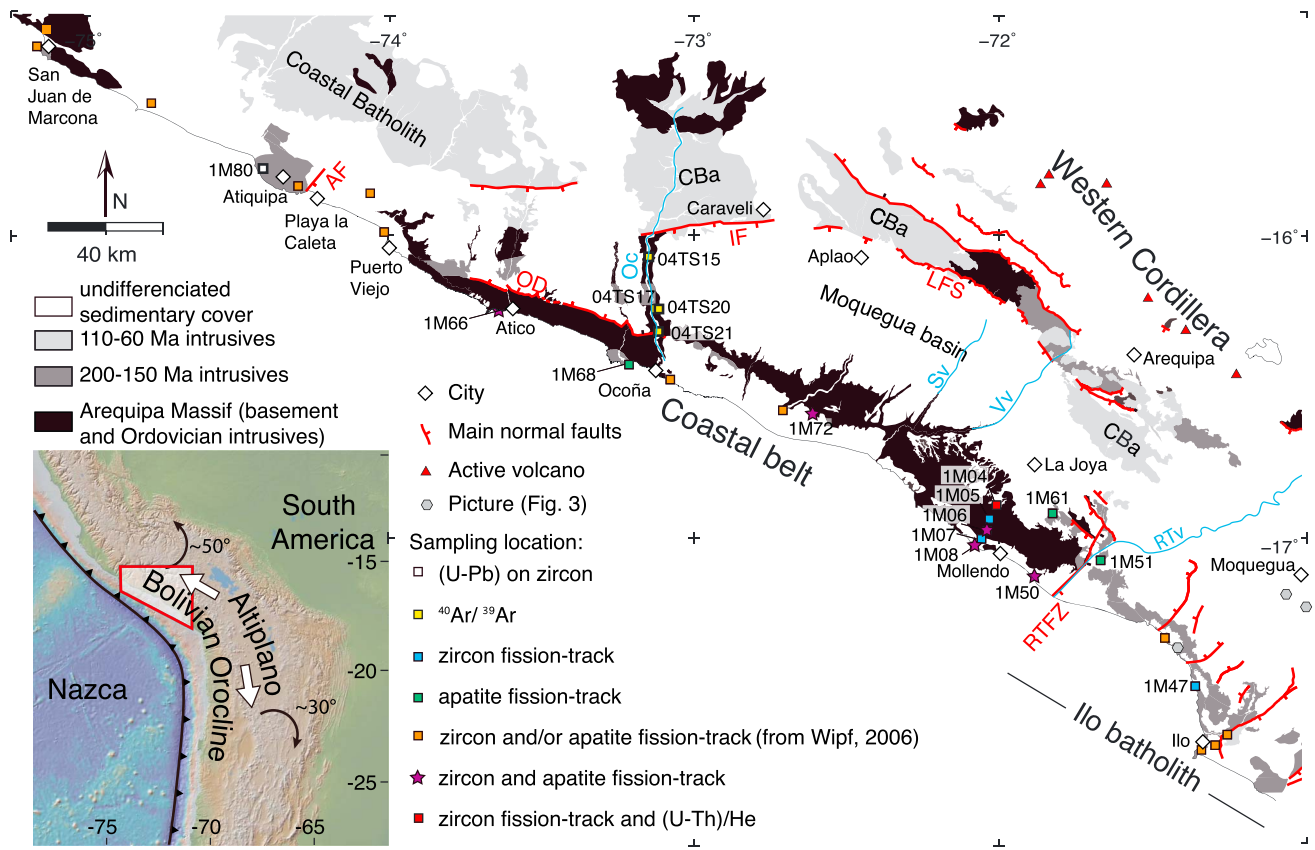 -75°
-74°
-73°
-72°
San
Juan de
Marcona
Coastal Batholith
1M80
AF
Atiquipa
Playa la
Caleta
N
40 km
Puerto
Viejo
CBa
Caraveli
IF
Oc
04TS15
04TS17
04TS20
04TS21
OD
1M66
Atico
1M68
Ocoña
CBa
Aplao
LFS
Western Cordillera
-16°
Moquegua basin
Arequipa
Sv
Vv
CBa
Coastal belt
1M72
La Joya
1M04
1M05
1M06
1M07
1M08
Mollendo
1M50
1M61
1M51
RTv
-17°
Moquegua
RTFZ
1M47
Ilo
Ilo batholith
undifferenciated
sedimentary cover
110-60 Ma intrusives
200-150 Ma intrusives
Arequipa Massif (basement
and Ordovician intrusives)
City
Main normal faults
Active volcano
Picture (Fig. 3)
Sampling location:
(U-Pb) on zircon
⁴⁰Ar/ ³⁹Ar
zircon fission-track
apatite fission-track
zircon and/or apatite fission-track (from Wipf, 2006)
zircon and apatite fission-track
zircon fission-track and (U-Th)/He
South
America
~50°
Bolivian Orocline
Altiplano
~30°
Nazca
-15
-20
-25
-75
-70
-65